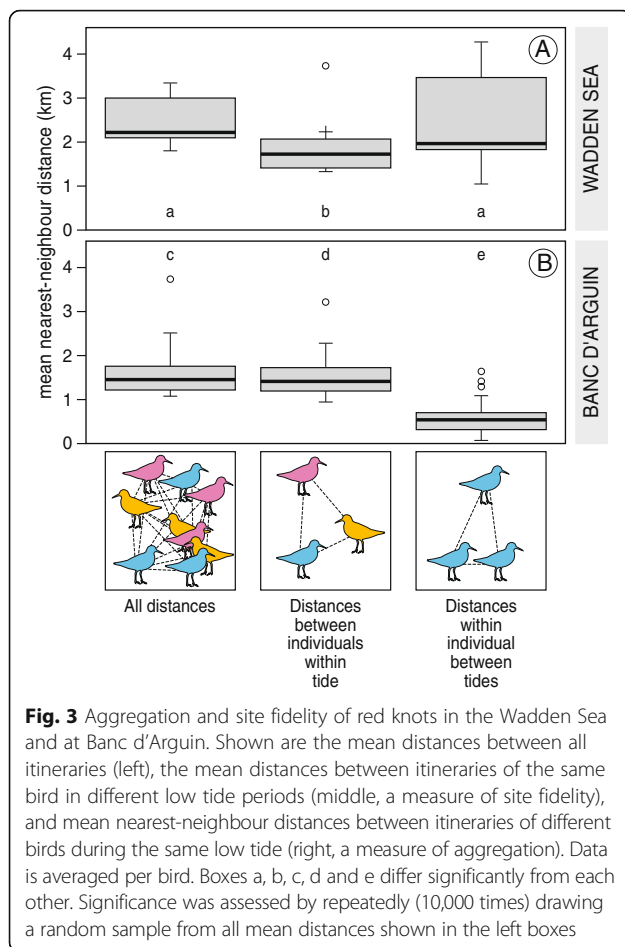 4
3
2
1
0
A
a
b
a
WADDEN SEA
mean nearest-neighbour distance (km)
c
d
e
B
4
3
2
1
0
BANC D'ARGUIN
All distances
Distances
between
individuals
within
tide
Distances
within
individual
between
tides
Fig. 3 Aggregation and site fidelity of red knots in the Wadden Sea
and at Banc d'Arguin. Shown are the mean distances between all
itineraries (left), the mean distances between itineraries of the same
bird in different low tide periods (middle, a measure of site fidelity),
and mean nearest-neighbour distances between itineraries of different
birds during the same low tide (right, a measure of aggregation). Data
is averaged per bird. Boxes a, b, c, d and e differ significantly from each
other. Significance was assessed by repeatedly (10,000 times) drawing
a random sample from all mean distances shown in the left boxes